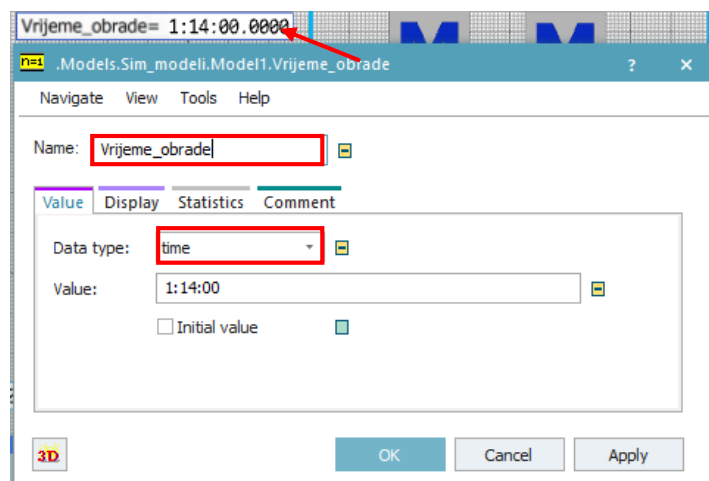 Vrijeme_obrade= 1:14:00.0000
n=1 .Models.Sim_modeli.Model1.Vrijeme_obrade ? ×
Navigate View Tools Help
Name: Vrijeme_obrade
Value Display Statistics Comment
Data type: time
Value: 1:14:00
Initial value
3D OK Cancel Apply